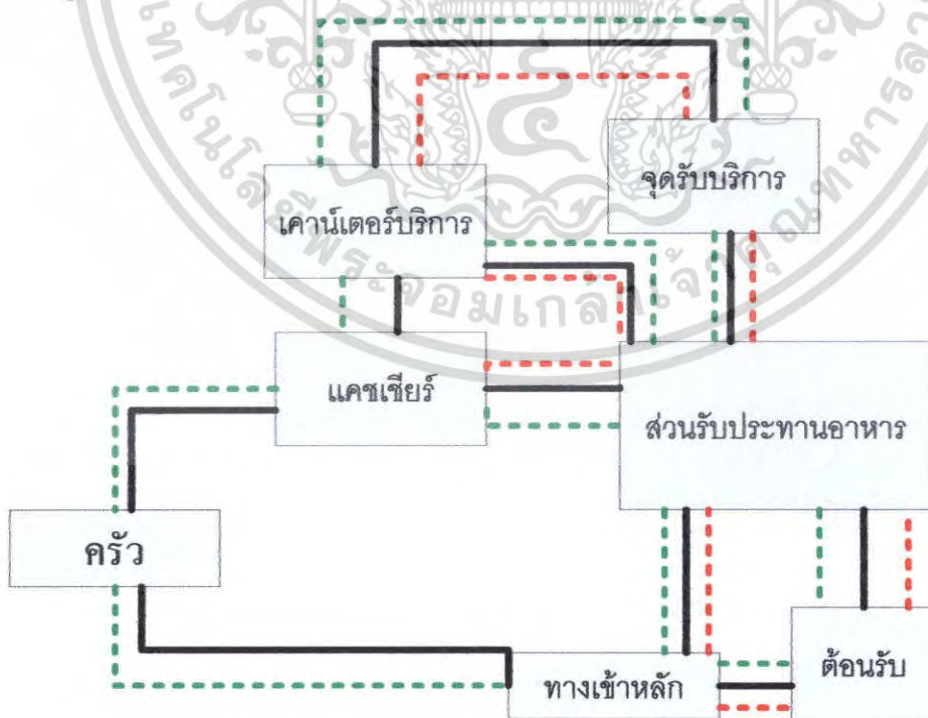 จุดรับบริการ
เคาน์เตอร์บริการ
แคชเชียร์
ส่วนรับประทานอาหาร
ครัว
ทางเข้าหลัก
ต้อนรับ